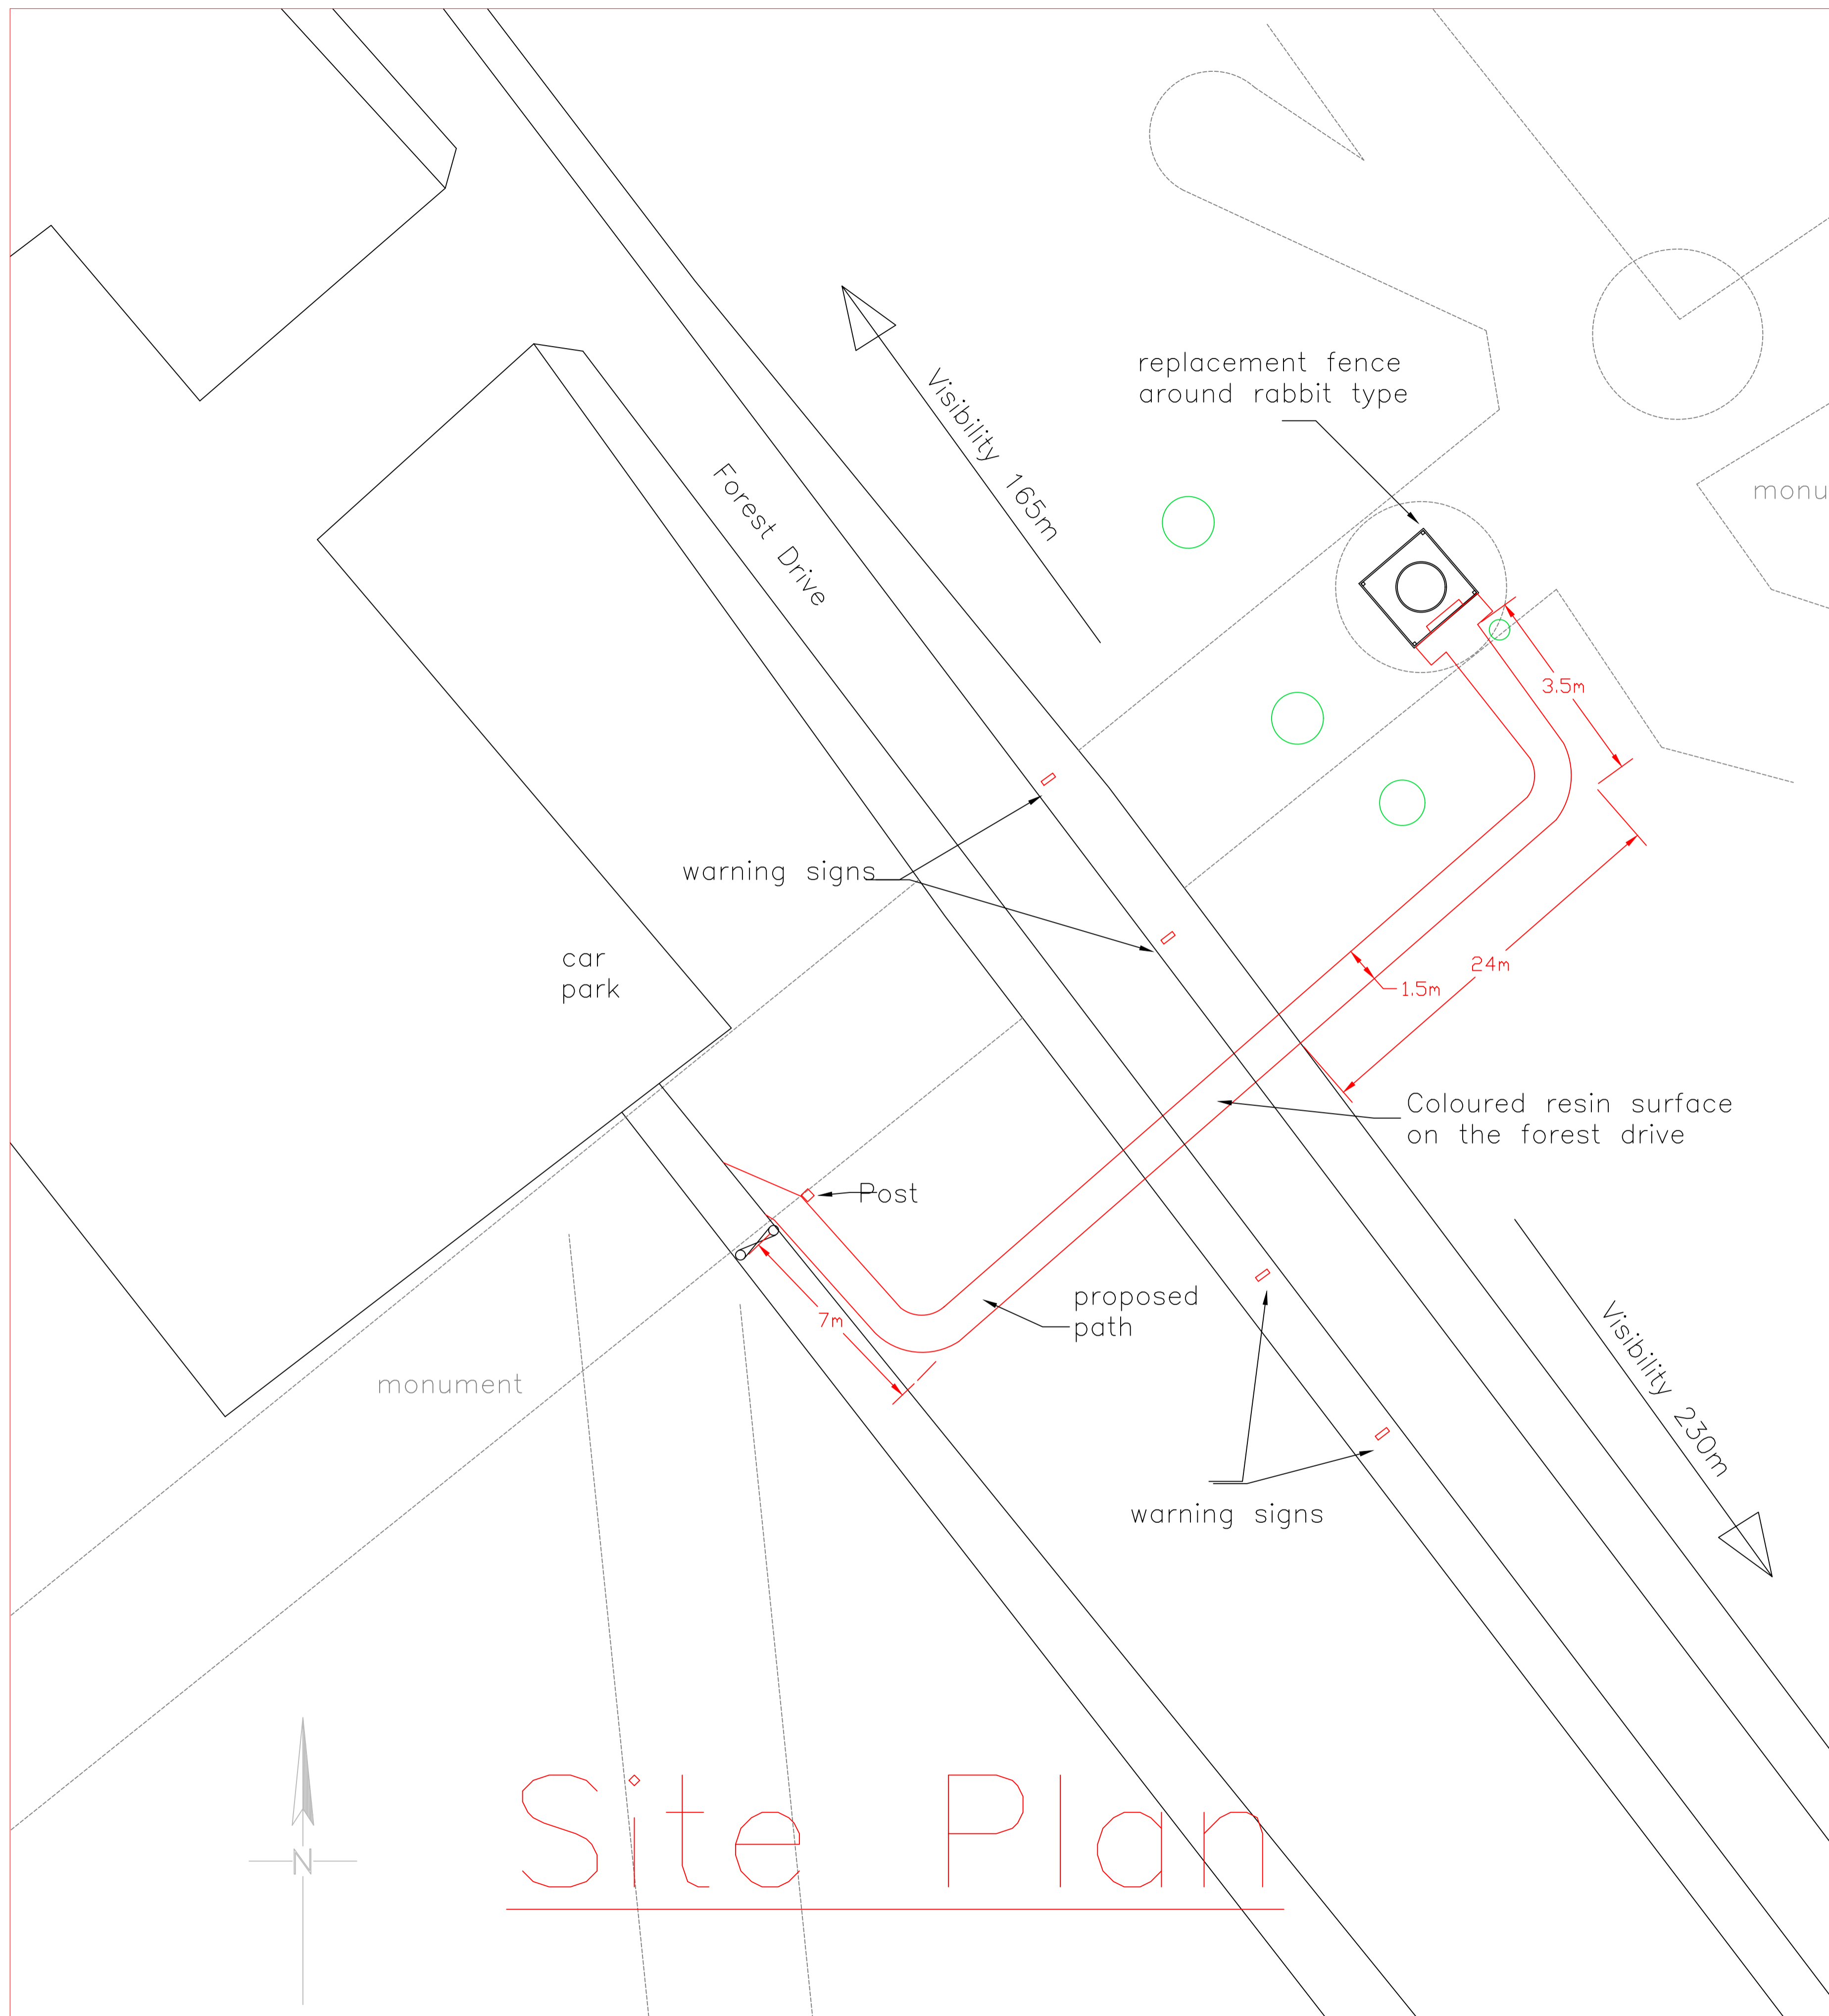 replacement fence
around rabbit type
Visibility 165m
Forest Drive
monu
3.5m
warning signs
car
park
24m
1.5m
Coloured resin surface
on the forest drive
Post
proposed
path
7m
monument
Visibility 230m
warning signs
Site Plan
N